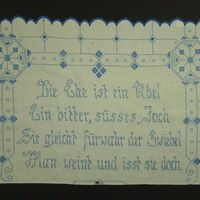 Die Ehe ist ein Übel
Ein bitter, süsses Joch
Sie gleicht fürwahr der Zwiebel
Man weint und isst sie doch